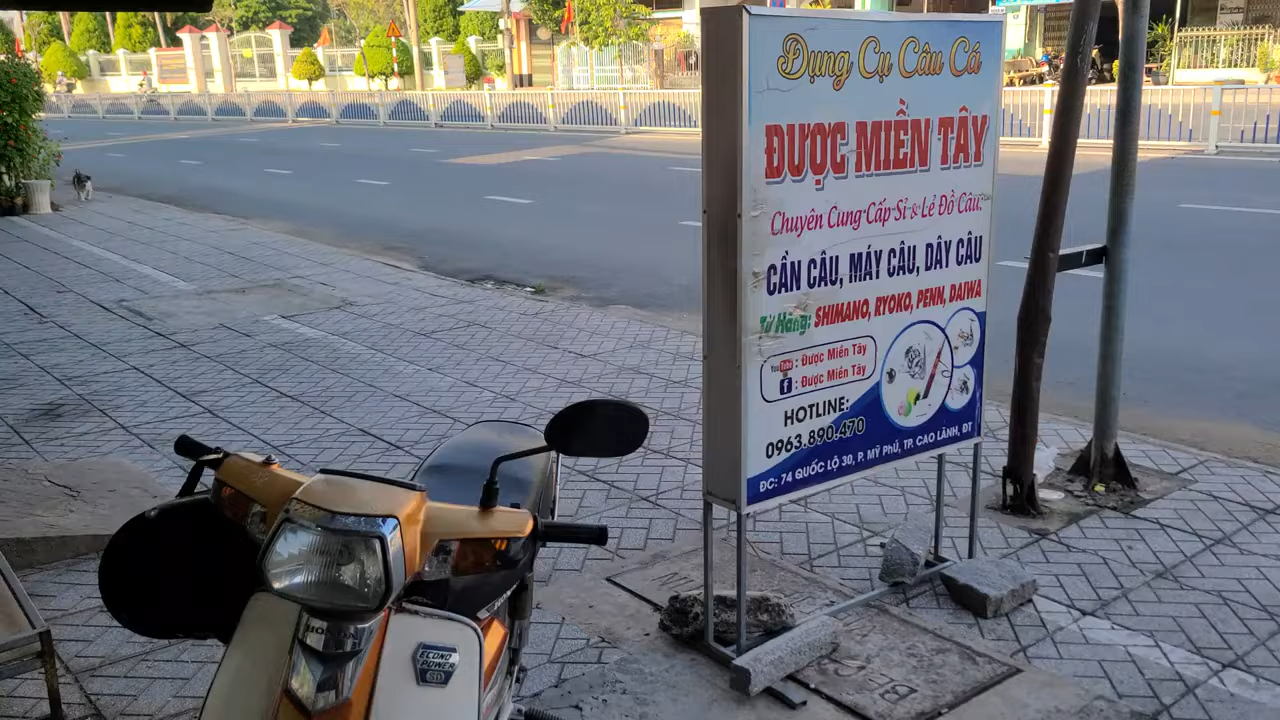 Dụng Cụ Câu Cá
ĐƯỢC MIỀN TÂY
Chuyên Cung Cấp Sỉ & Lẻ Đồ Câu:
CẦN CÂU, MÁY CÂU, DÂY CÂU
Từ Hãng: SHIMANO, RYOKO, PENN, DAIWA
YouTube : Được Miền Tây
f : Được Miền Tây
HOTLINE:
0963.890.470
ĐC: 74 QUỐC LỘ 30, P. MỸ PHÚ, TP. CAO LÃNH, ĐT
HONDA
ECONO
POWER
SD